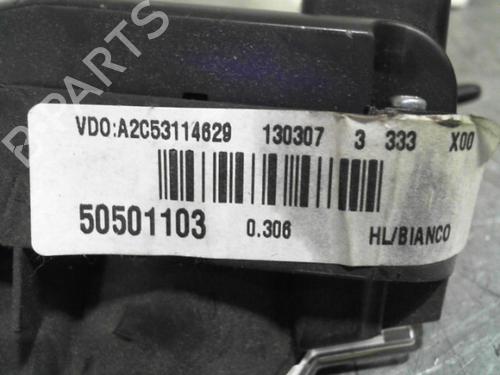 B-PARTS
VDO:A2C53114629 130307 3 333 X00
50501103 0.306 HL/BIANCO